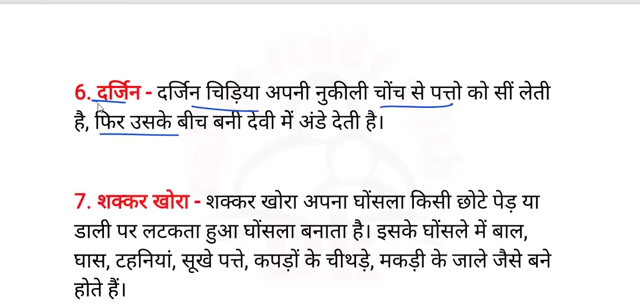 6. दर्जिन - दर्जिन चिड़िया अपनी नुकीली चोंच से पत्तो को सीं लेती
है, फिर उसके बीच बनी देवी में अंडे देती है।
7. शक्कर खोरा - शक्कर खोरा अपना घोंसला किसी छोटे पेड़ या
डाली पर लटकता हुआ घोंसला बनाता है। इसके घोंसले में बाल,
घास, टहनियां, सूखे पत्ते, कपड़ों के चीथड़े, मकड़ी के जाले जैसे बने
होते हैं।